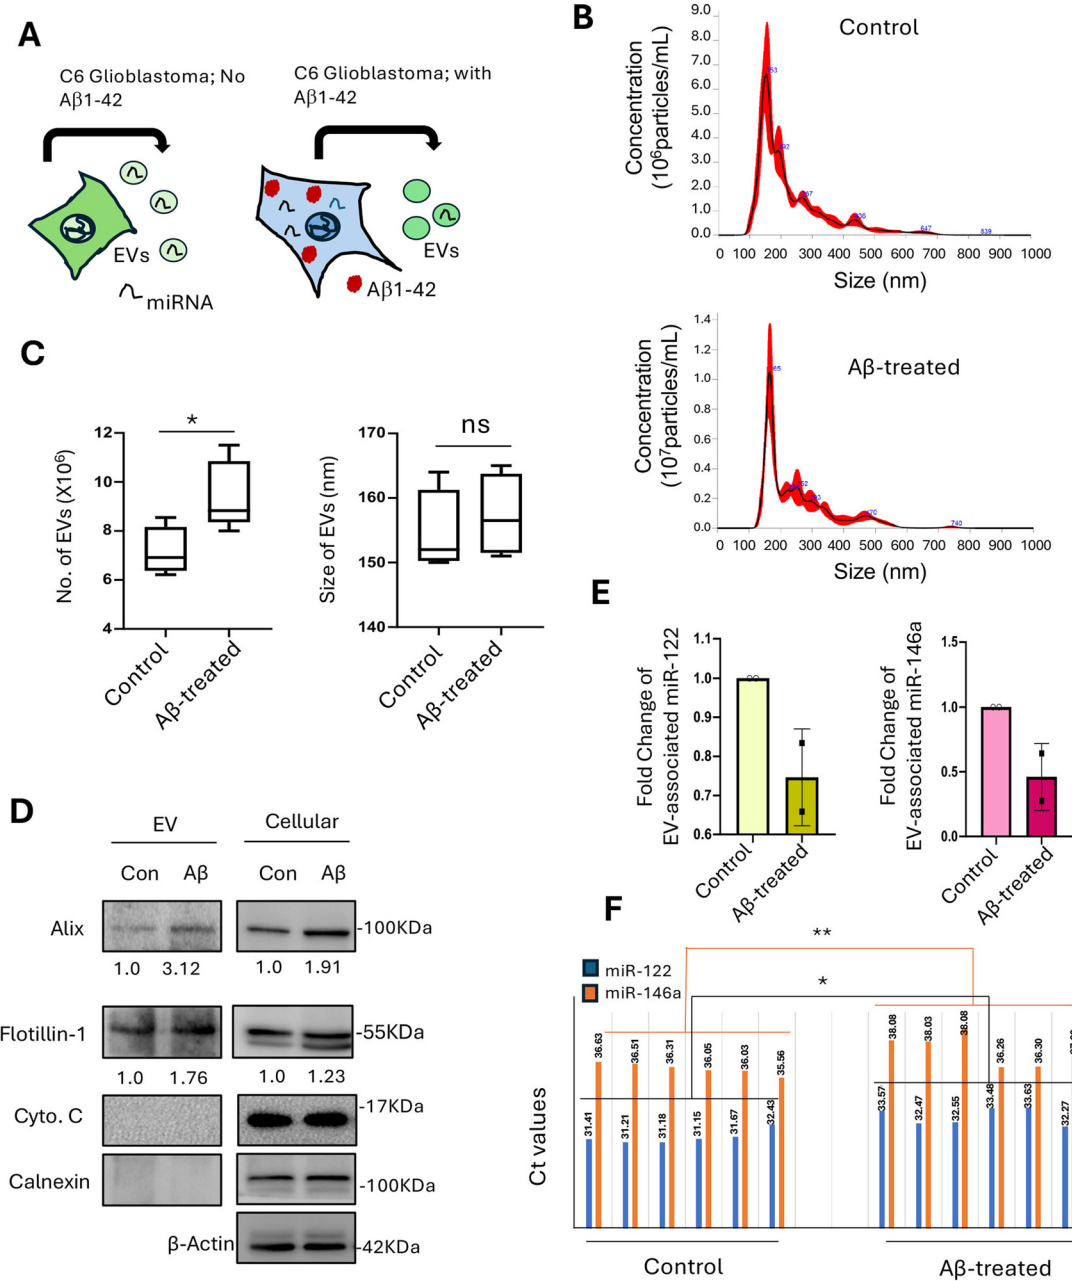 A
C6 Glioblastoma; No
Aβ1-42
C6 Glioblastoma; with
Aβ1-42
EVs
miRNA
EVs
Aβ1-42
B
Control
Concentration
(10⁶particles/mL)
9.0
8.0
7.0
6.0
5.0
4.0
3.0
2.0
1.0
0.0
647
839
0 100 200 300 400 500 600 700 800 900 1000
Size (nm)
Aβ-treated
Concentration
(10⁷particles/mL)
1.4
1.2
1.0
0.8
0.6
0.4
0.2
0.0
740
0 100 200 300 400 500 600 700 800 900 1000
Size (nm)
C
No. of EVs (X10⁶)
12
10
8
6
4
*
Control
Aβ-treated
Size of EVs (nm)
170
160
150
140
ns
Control
Aβ-treated
D
EV
Cellular
Con Aβ
Con Aβ
Alix
-100KDa
1.0 3.12
1.0 1.91
Flotillin-1
-55KDa
1.0 1.76
1.0 1.23
Cyto. C
-17KDa
Calnexin
-100KDa
β-Actin
-42KDa
E
Fold Change of
EV-associated miR-122
1.1
1.0
0.9
0.8
0.7
0.6
Control
Aβ-treated
Fold Change of
EV-associated miR-146a
1.5
1.0
0.5
0.0
Control
Aβ-treated
F
miR-122
miR-146a
**
*
Ct values
31.41
36.63
31.21
36.51
31.18
36.31
31.15
36.05
31.67
36.03
32.43
35.56
33.57
38.08
32.47
38.03
32.55
38.08
33.48
36.26
33.63
36.30
32.27
Control
Aβ-treated